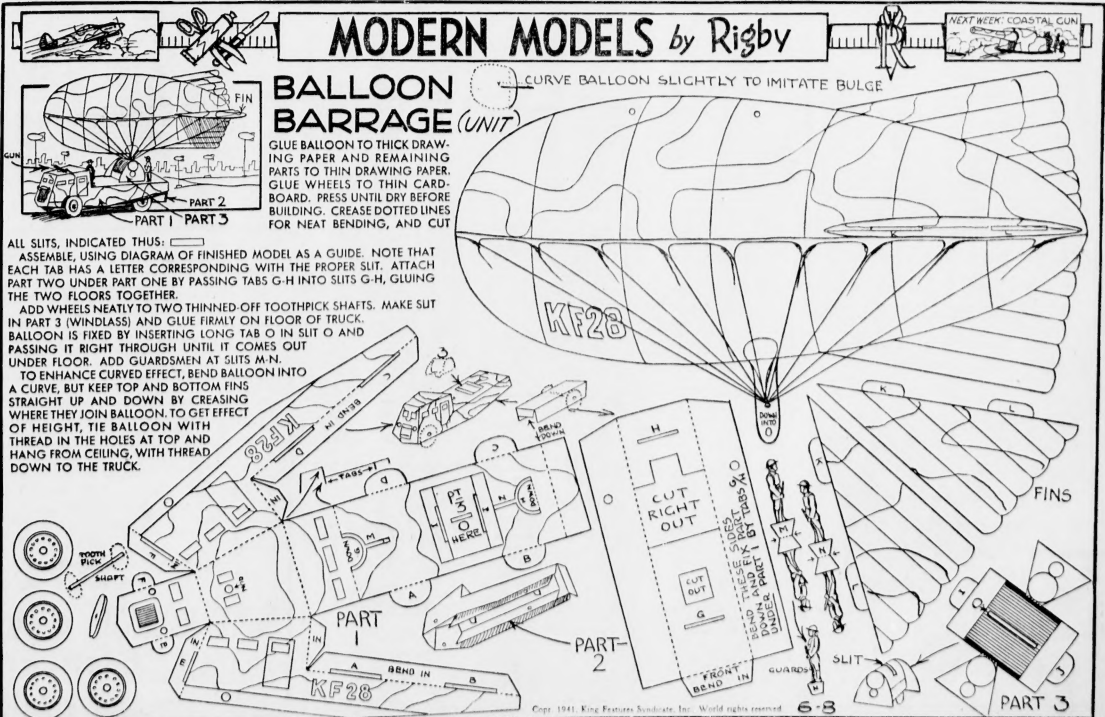 MODERN MODELS by Rigby
NEXT WEEK: COASTAL GUN
BALLOON
BARRAGE (UNIT)
CURVE BALLOON SLIGHTLY TO IMITATE BULGE
FIN
GUN
PART 2
PART 1 PART 3
GLUE BALLOON TO THICK DRAW-
ING PAPER AND REMAINING
PARTS TO THIN DRAWING PAPER.
GLUE WHEELS TO THIN CARD-
BOARD. PRESS UNTIL DRY BEFORE
BUILDING. CREASE DOTTED LINES
FOR NEAT BENDING, AND CUT
ALL SLITS, INDICATED THUS:
ASSEMBLE, USING DIAGRAM OF FINISHED MODEL AS A GUIDE. NOTE THAT
EACH TAB HAS A LETTER CORRESPONDING WITH THE PROPER SLIT. ATTACH
PART TWO UNDER PART ONE BY PASSING TABS G-H INTO SLITS G-H, GLUING
THE TWO FLOORS TOGETHER.
ADD WHEELS NEATLY TO TWO THINNED-OFF TOOTHPICK SHAFTS. MAKE SLIT
IN PART 3 (WINDLASS) AND GLUE FIRMLY ON FLOOR OF TRUCK.
BALLOON IS FIXED BY INSERTING LONG TAB O IN SLIT O AND
PASSING IT RIGHT THROUGH UNTIL IT COMES OUT
UNDER FLOOR. ADD GUARDSMEN AT SLITS M-N.
TO ENHANCE CURVED EFFECT, BEND BALLOON INTO
A CURVE, BUT KEEP TOP AND BOTTOM FINS
STRAIGHT UP AND DOWN BY CREASING
WHERE THEY JOIN BALLOON. TO GET EFFECT
OF HEIGHT, TIE BALLOON WITH
THREAD IN THE HOLES AT TOP AND
HANG FROM CEILING, WITH THREAD
DOWN TO THE TRUCK.
KF28
K
L
DOWN
INTO
O
KF28
BEND IN
C
D
IN
F
TABS
3
BEND
DOWN
D
C
PT
3
O
HERE
I
J
N
DOWN
H
M
DOWN
G
A
B
TOOTH
PICK
SHAFT
F
E
GUN
PART
1
IN
E
IN
A
BEND IN
B
KF28
PART-
2
H
CUT
RIGHT
OUT
CUT
OUT
G
BEND THESE SIDES
DOWN AND FIX PART
UNDER PART 1 BY TABS G H
FRONT
BEND IN
M
N
GUARDS
K
L
K
L
FINS
SLIT
I
J
PART 3
Copr. 1941, King Features Syndicate, Inc. World rights reserved
6-8